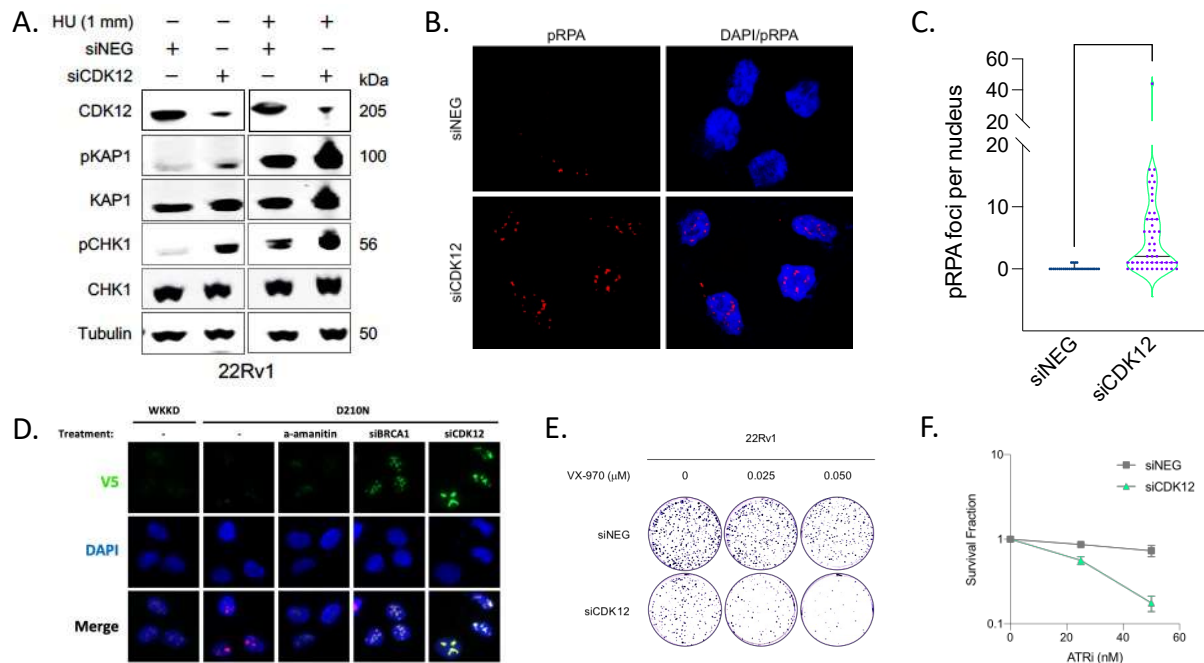 A.
HU (1 mm) − − + +
siNEG + − + −
siCDK12 − + − + kDa
CDK12 205
pKAP1 100
KAP1
pCHK1 56
CHK1
Tubulin 50
22Rv1
B.
pRPA DAPI/pRPA
siNEG
siCDK12
C.
pRPA foci per nucleus
60
40
20
20
10
0
siNEG siCDK12
D.
WKKD D210N
Treatment: - - a-amanitin siBRCA1 siCDK12
V5
DAPI
Merge
E.
22Rv1
VX-970 (μM) 0 0.025 0.050
siNEG
siCDK12
F.
siNEG
siCDK12
Survival Fraction
10
1
0.1
0 20 40 60
ATRi (nM)